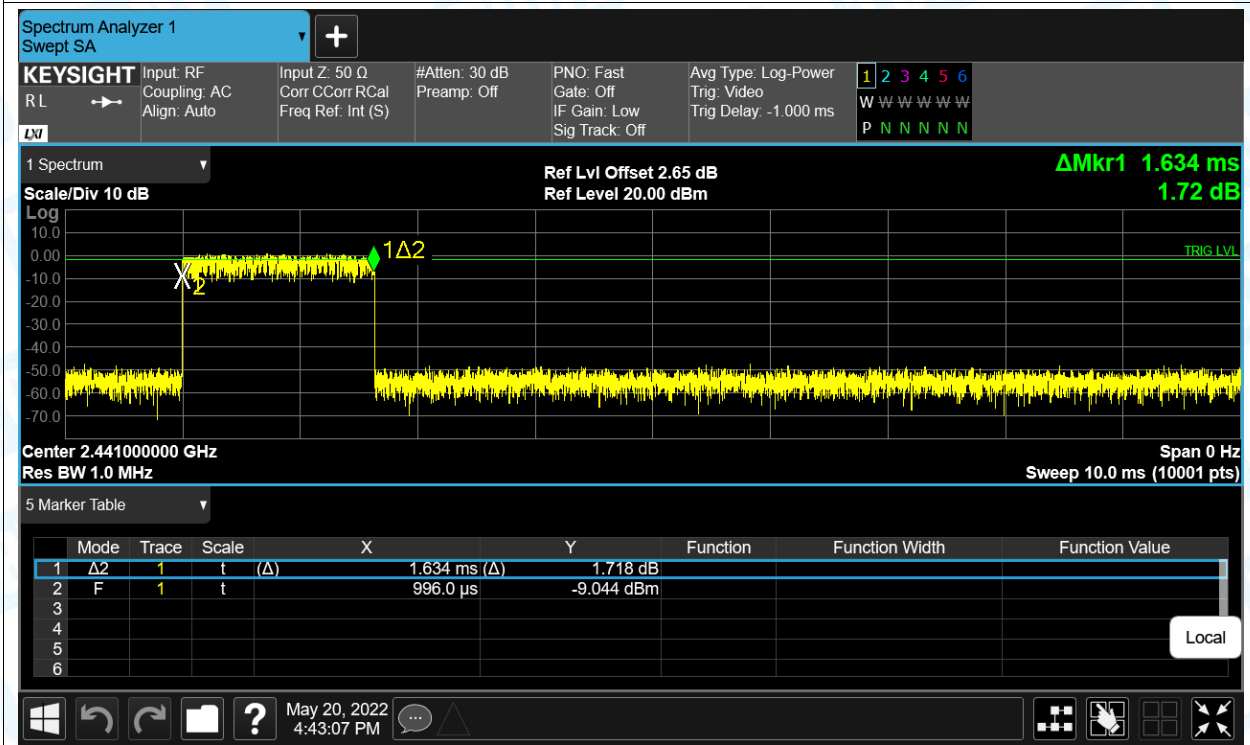 Spectrum Analyzer 1
Swept SA
KEYSIGHT
R L
LXI
Input: RF
Coupling: AC
Align: Auto
Input Z: 50 Ω
Corr CCorr RCal
Freq Ref: Int (S)
#Atten: 30 dB
Preamp: Off
PNO: Fast
Gate: Off
IF Gain: Low
Sig Track: Off
Avg Type: Log-Power
Trig: Video
Trig Delay: -1.000 ms
1 2 3 4 5 6
W W W W W W
P N N N N N
1 Spectrum
Scale/Div 10 dB
Ref Lvl Offset 2.65 dB
Ref Level 20.00 dBm
ΔMkr1 1.634 ms
1.72 dB
Log
10.0
0.00
-10.0
-20.0
-30.0
-40.0
-50.0
-60.0
-70.0
1Δ2
X2
TRIG LVL
Center 2.441000000 GHz
Res BW 1.0 MHz
Span 0 Hz
Sweep 10.0 ms (10001 pts)
5 Marker Table
Mode Trace Scale X Y Function Function Width Function Value
1 Δ2 1 t (Δ) 1.634 ms (Δ) 1.718 dB
2 F 1 t 996.0 µs -9.044 dBm
3
4
5
6
Local
?
May 20, 2022
4:43:07 PM